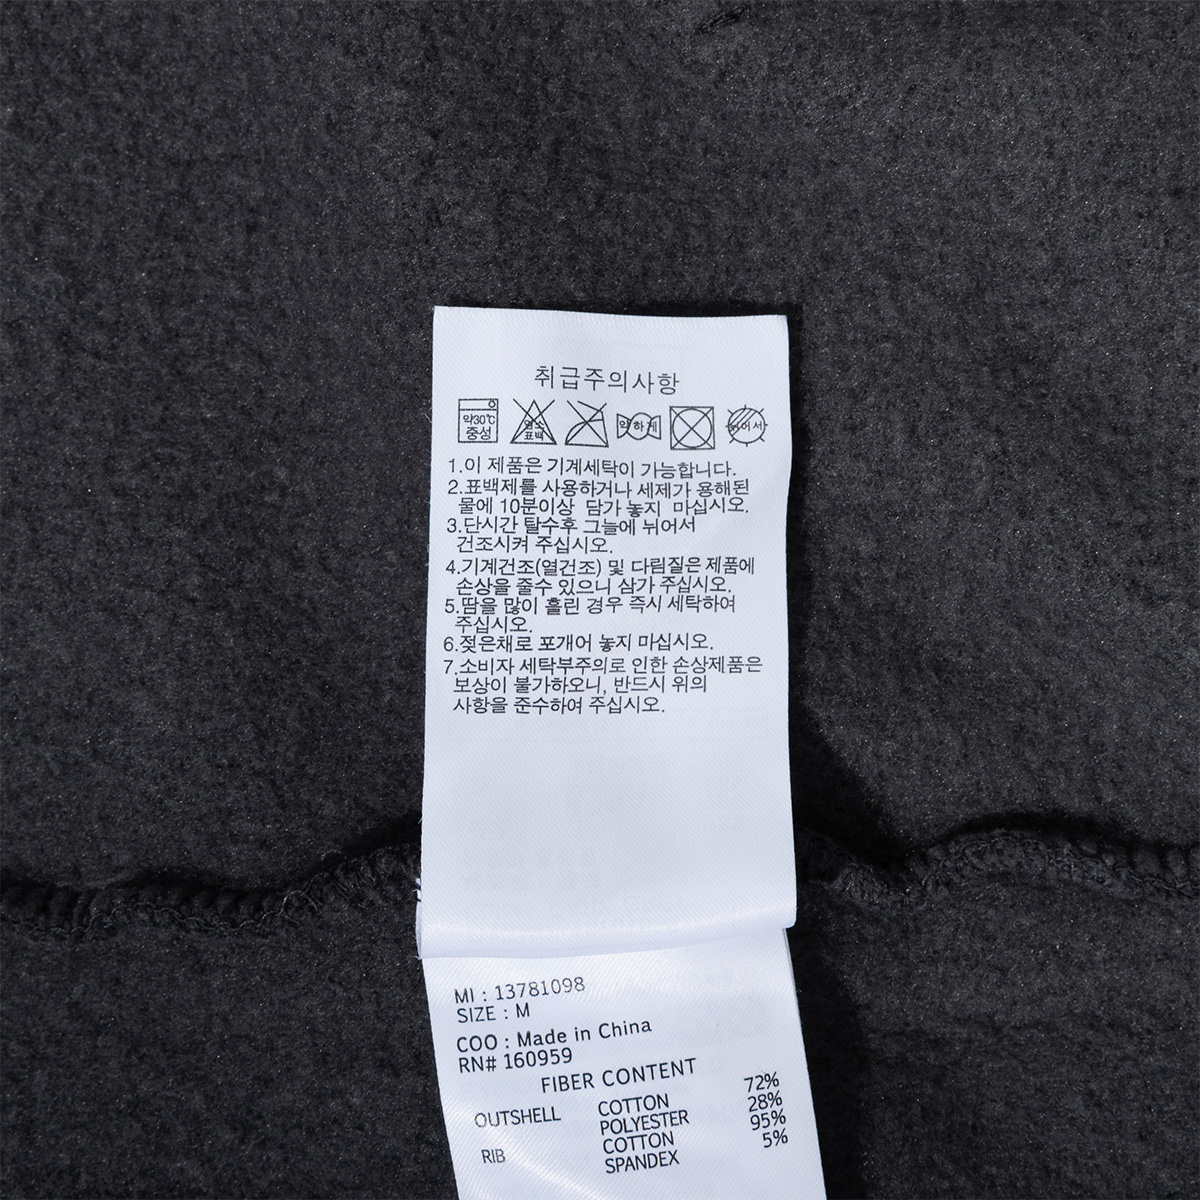 취급주의사항
약30℃ 중성
염소 표백
약하게
뉘어서
1.이 제품은 기계세탁이 가능합니다.
2.표백제를 사용하거나 세제가 용해된
물에 10분이상 담가 놓지 마십시오.
3.단시간 탈수후 그늘에 뉘어서
건조시켜 주십시오.
4.기계건조(열건조) 및 다림질은 제품에
손상을 줄수 있으니 삼가 주십시오.
5.땀을 많이 흘린 경우 즉시 세탁하여
주십시오.
6.젖은채로 포개어 놓지 마십시오.
7.소비자 세탁부주의로 인한 손상제품은
보상이 불가하오니, 반드시 위의
사항을 준수하여 주십시오.
MI : 13781098
SIZE : M
COO : Made in China
RN# 160959
FIBER CONTENT
OUTSHELL COTTON 72%
POLYESTER 28%
RIB COTTON 95%
SPANDEX 5%